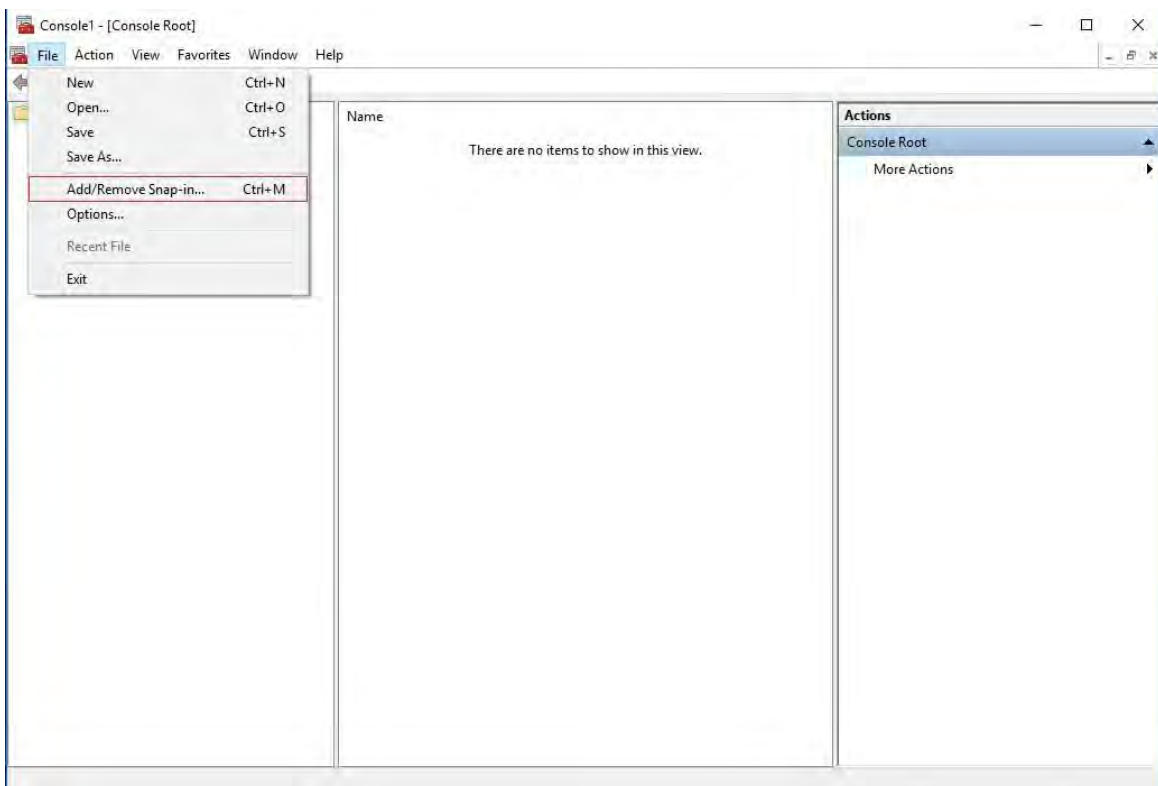 Console1 - [Console Root]
File Action View Favorites Window Help
New Ctrl+N
Open... Ctrl+O
Save Ctrl+S
Save As...
Add/Remove Snap-in... Ctrl+M
Options...
Recent File
Exit
Name
There are no items to show in this view.
Actions
Console Root
More Actions